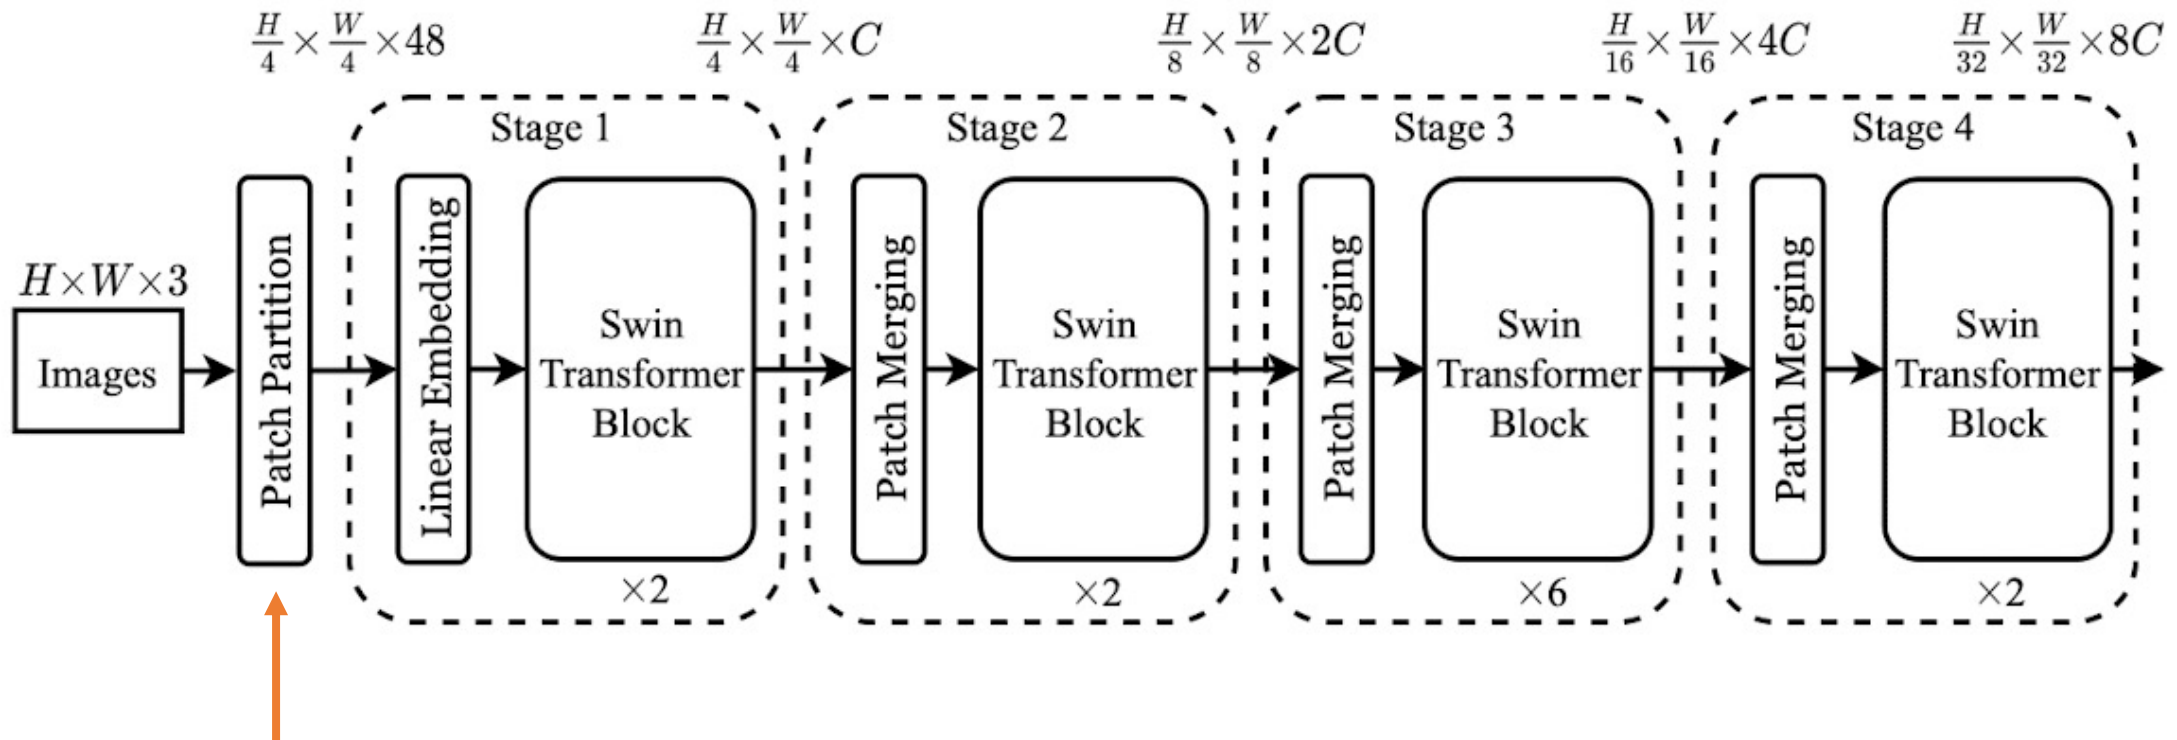 H/4 × W/4 × 48
H/4 × W/4 × C
H/8 × W/8 × 2C
H/16 × W/16 × 4C
H/32 × W/32 × 8C
Stage 1
Stage 2
Stage 3
Stage 4
H×W×3
Images
Patch Partition
Linear Embedding
Swin
Transformer
Block
×2
Patch Merging
Swin
Transformer
Block
×2
Patch Merging
Swin
Transformer
Block
×6
Patch Merging
Swin
Transformer
Block
×2